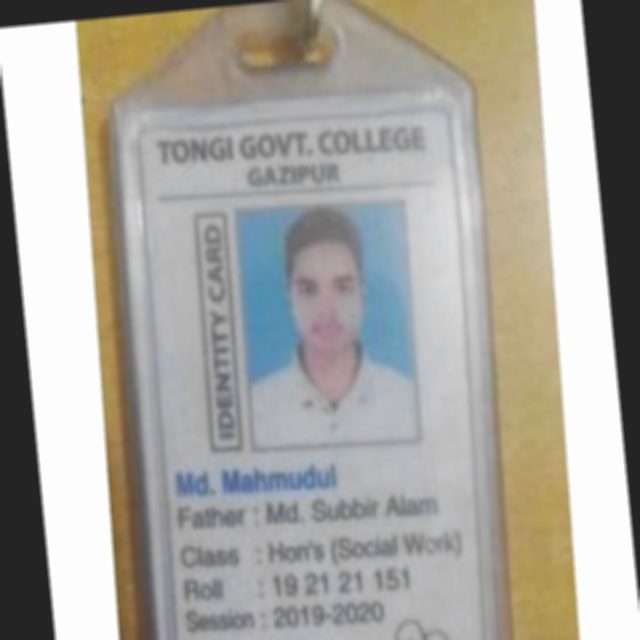 TONGI GOVT. COLLEGE
GAZIPUR
IDENTITY CARD
Md. Mahmudul
Father : Md. Subbir Alam
Class : Hon's (Social Work)
Roll : 19 21 21 151
Session : 2019-2020